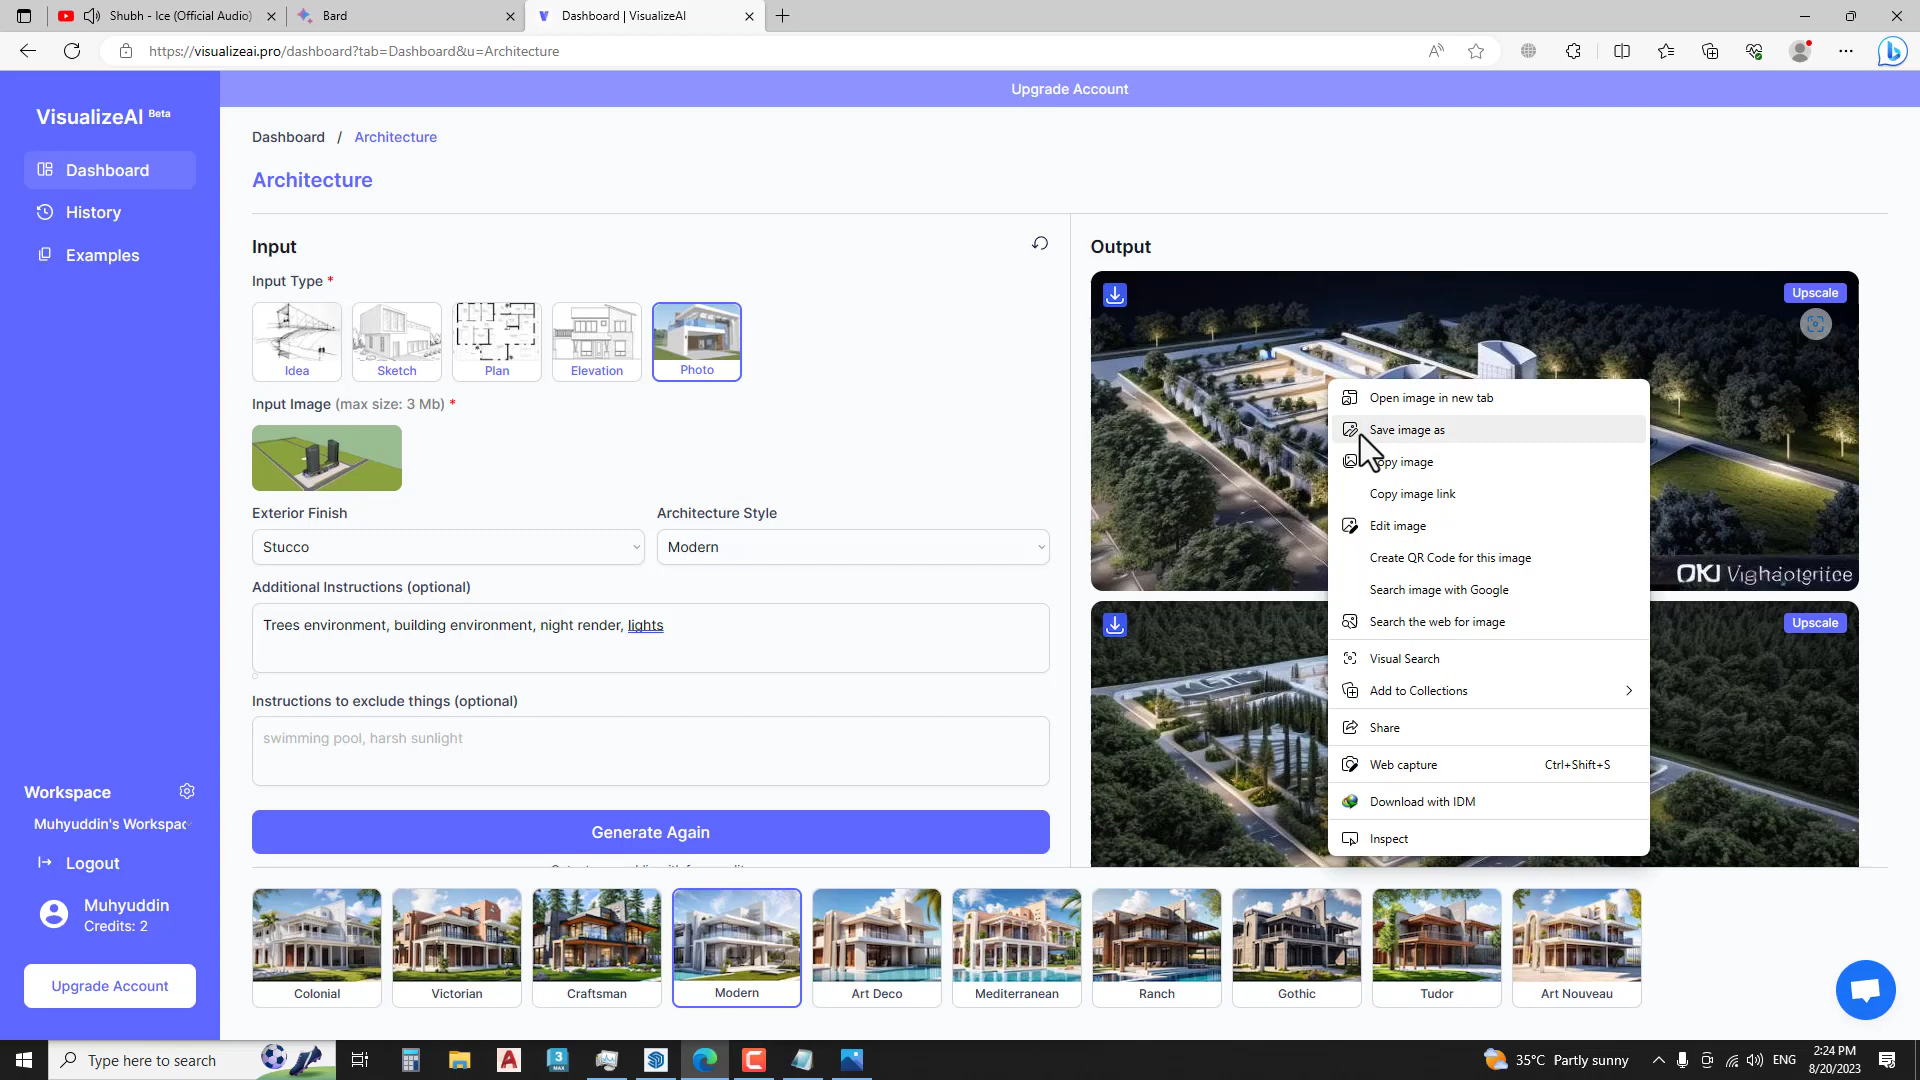 Shubh - Ice (Official Audio)
Bard
Dashboard | VisualizeAI
https://visualizeai.pro/dashboard?tab=Dashboard&u=Architecture
Upgrade Account
VisualizeAI Beta
Dashboard
History
Examples
Dashboard / Architecture
Architecture
Input
Input Type *
Idea
Sketch
Plan
Elevation
Photo
Input Image (max size: 3 Mb) *
Exterior Finish
Architecture Style
Stucco
Modern
Additional Instructions (optional)
Trees environment, building environment, night render, lights
Instructions to exclude things (optional)
swimming pool, harsh sunlight
Generate Again
Output
Upscale
OKJ
Upscale
Open image in new tab
Save image as
opy image
Copy image link
Edit image
Create QR Code for this image
Search image with Google
Search the web for image
Visual Search
Add to Collections
Share
Web capture Ctrl+Shift+S
Download with IDM
Inspect
Workspace
Muhyuddin's Workspac
Logout
Muhyuddin
Credits: 2
Upgrade Account
Colonial
Victorian
Craftsman
Modern
Art Deco
Mediterranean
Ranch
Gothic
Tudor
Art Nouveau
Type here to search
35°C Partly sunny
ENG
2:24 PM
8/20/2023